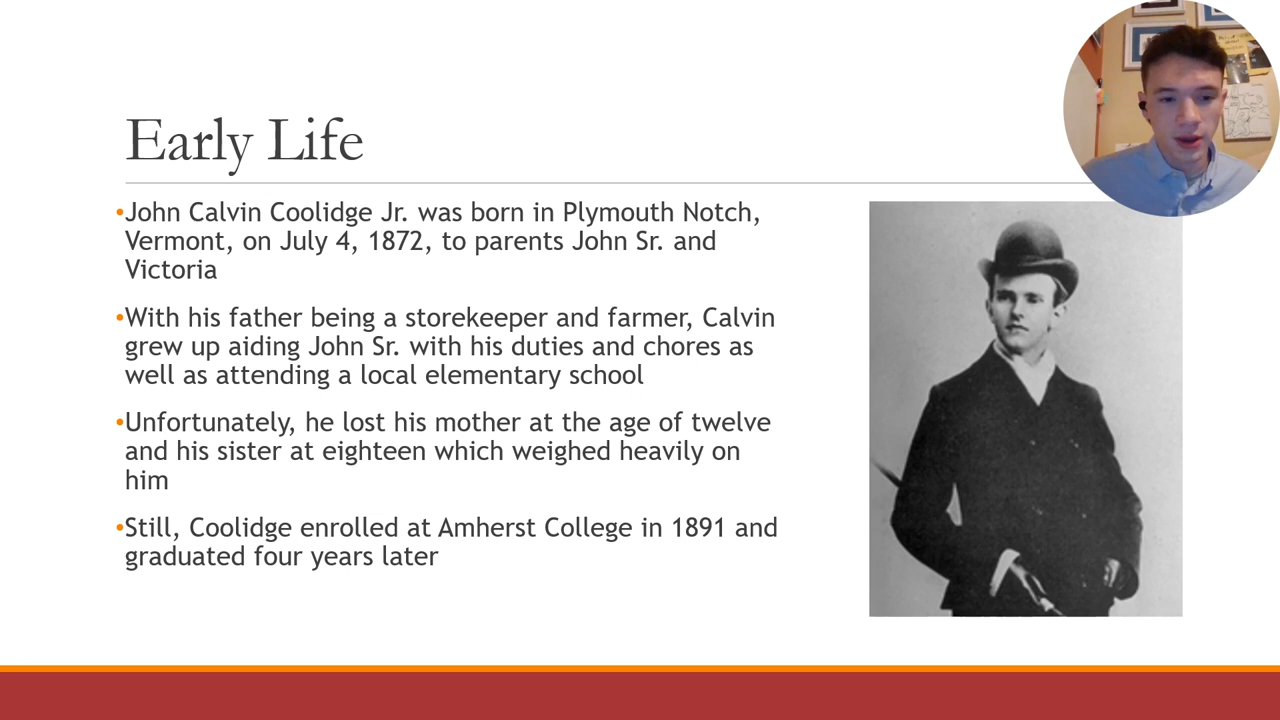 Early Life
•John Calvin Coolidge Jr. was born in Plymouth Notch,
Vermont, on July 4, 1872, to parents John Sr. and
Victoria
•With his father being a storekeeper and farmer, Calvin
grew up aiding John Sr. with his duties and chores as
well as attending a local elementary school
•Unfortunately, he lost his mother at the age of twelve
and his sister at eighteen which weighed heavily on
him
•Still, Coolidge enrolled at Amherst College in 1891 and
graduated four years later